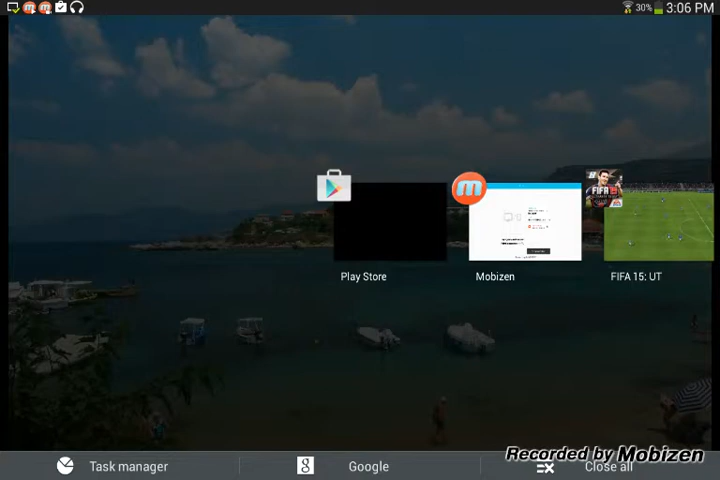 30% 3:06 PM
Play Store
Mobizen
FIFA 15: UT
Task manager
Google
Close all
Recorded by Mobizen